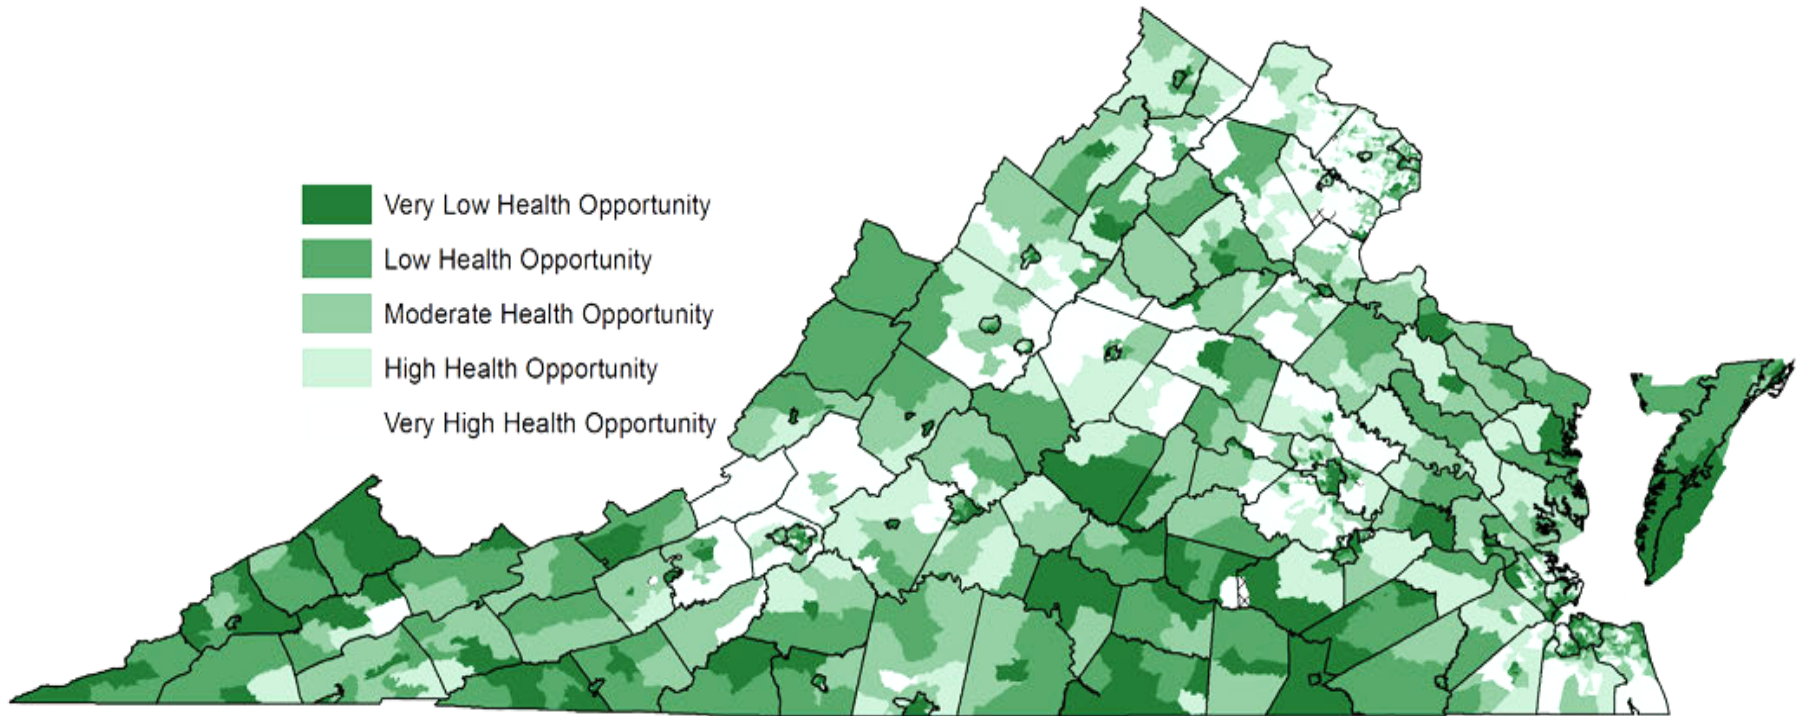 Very Low Health Opportunity
Low Health Opportunity
Moderate Health Opportunity
High Health Opportunity
Very High Health Opportunity